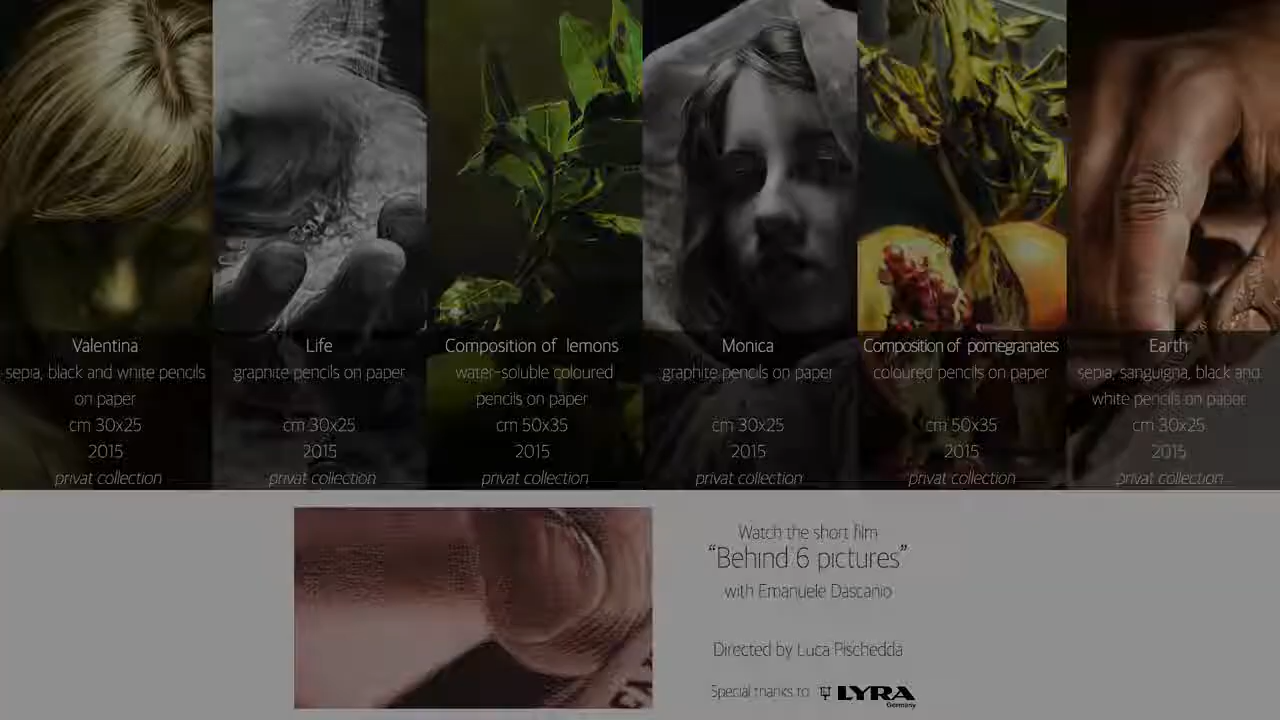 Valentina
sepia, black and white pencils
on paper
cm 30x25
2015
privat collection
Life
graphite pencils on paper
cm 30x25
2015
privat collection
Composition of lemons
water-soluble coloured
pencils on paper
cm 50x35
2015
privat collection
Monica
graphite pencils on paper
cm 30x25
2015
privat collection
Composition of pomegranates
coloured pencils on paper
cm 50x35
2015
privat collection
Earth
sepia, sanguigna, black and
white pencils on paper
cm 30x25
2015
privat collection
Watch the short film
“Behind 6 pictures”
with Emanuele Dascanio
Directed by Luca Pischedda
Special thanks to LYRA
Germany